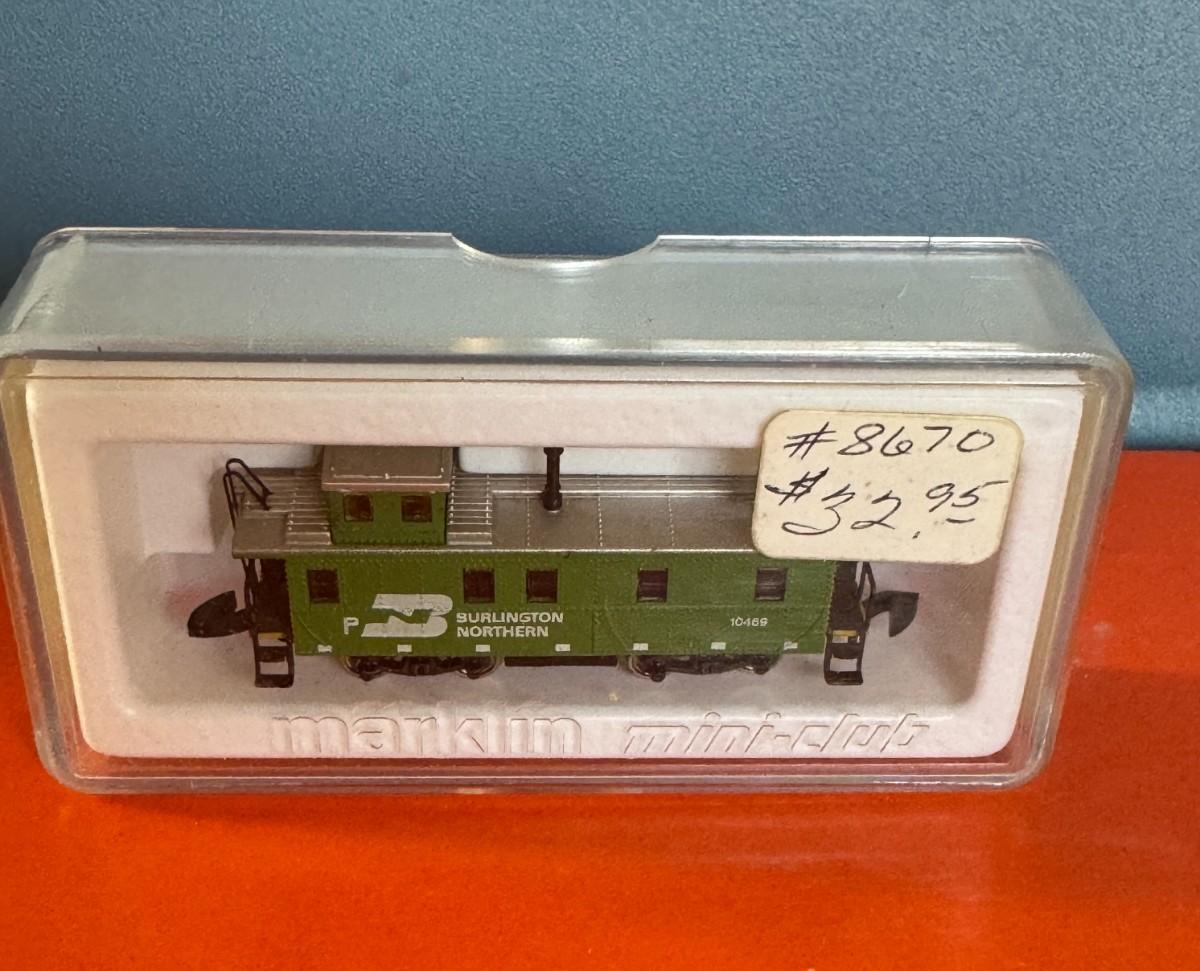 #8670
$32.95
P BURLINGTON
NORTHERN
10469
märklin mini-club